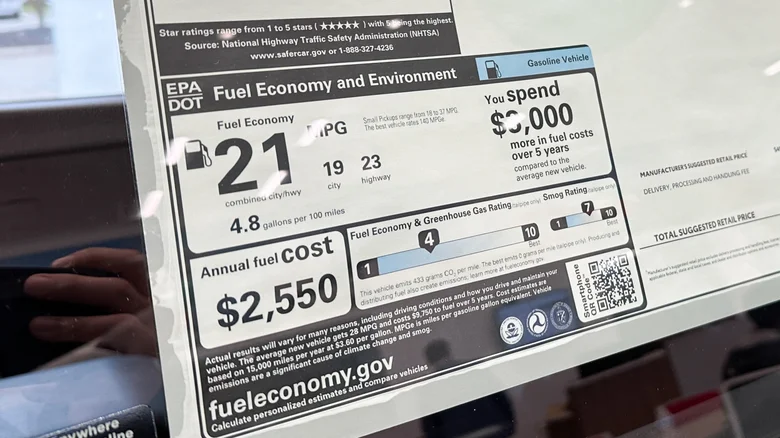 Star ratings range from 1 to 5 stars (★★★★★) with 5 being the highest.
Source: National Highway Traffic Safety Administration (NHTSA)
www.safercar.gov or 1-888-327-4236
EPA
DOT
Fuel Economy and Environment
Gasoline Vehicle
Fuel Economy
21
MPG
combined city/hwy
19
city
23
highway
4.8 gallons per 100 miles
Small Pickups range from 18 to 37 MPG.
The best vehicle rates 140 MPGe.
You spend
$3,000
more in fuel costs
over 5 years
compared to the
average new vehicle.
Annual fuel cost
$2,550
Fuel Economy & Greenhouse Gas Rating (tailpipe only)
1
4
10
Best
Smog Rating (tailpipe only)
1
7
10
Best
This vehicle emits 433 grams CO2 per mile. The best emits 0 grams per mile (tailpipe only). Producing and
distributing fuel also create emissions; learn more at fueleconomy.gov.
Actual results will vary for many reasons, including driving conditions and how you drive and maintain your
vehicle. The average new vehicle gets 28 MPG and costs $9,750 to fuel over 5 years. Cost estimates are
based on 15,000 miles per year at $3.60 per gallon. MPGe is miles per gasoline gallon equivalent. Vehicle
emissions are a significant cause of climate change and smog.
fueleconomy.gov
Calculate personalized estimates and compare vehicles
Smartphone
QR Code
MANUFACTURER'S SUGGESTED RETAIL PRICE
DELIVERY, PROCESSING AND HANDLING FEE
TOTAL SUGGESTED RETAIL PRICE
ywhere
line